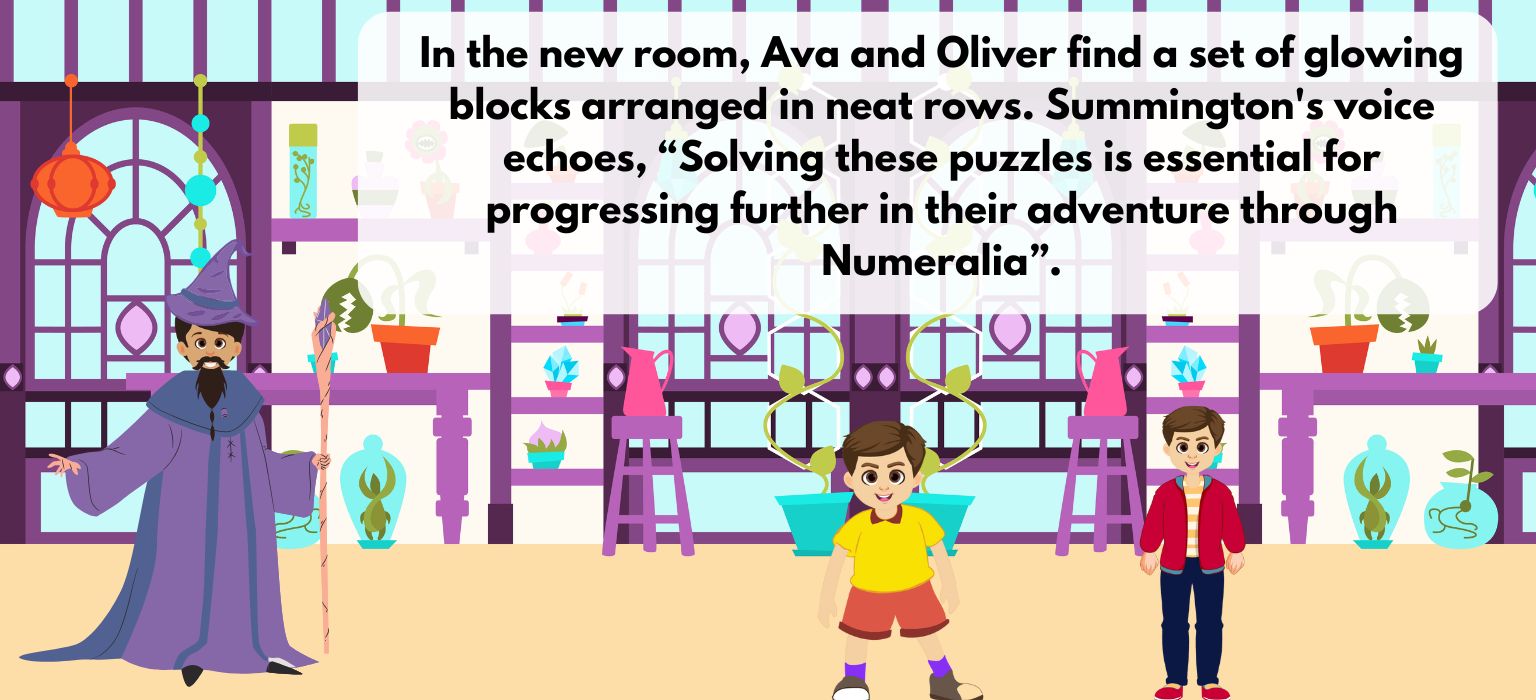 In the new room, Ava and Oliver find a set of glowing
blocks arranged in neat rows. Summington's voice
echoes, “Solving these puzzles is essential for
progressing further in their adventure through
Numeralia”.